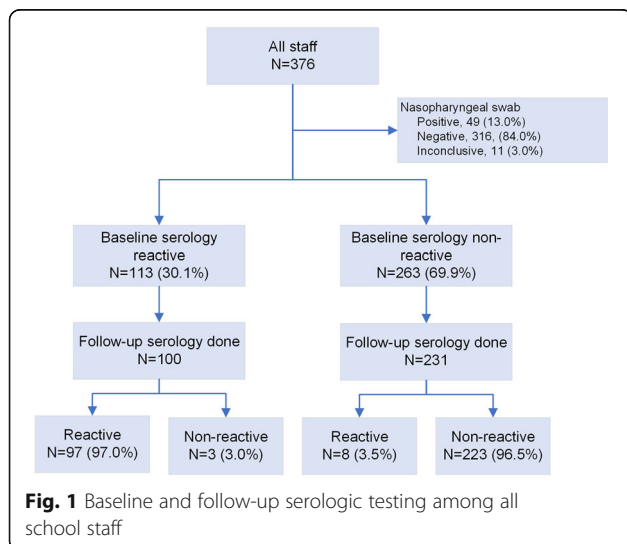 All staff
N=376
Nasopharyngeal swab
Positive, 49 (13.0%)
Negative, 316, (84.0%)
Inconclusive, 11 (3.0%)
Baseline serology
reactive
N=113 (30.1%)
Baseline serology non-
reactive
N=263 (69.9%)
Follow-up serology done
N=100
Follow-up serology done
N=231
Reactive
N=97 (97.0%)
Non-reactive
N=3 (3.0%)
Reactive
N=8 (3.5%)
Non-reactive
N=223 (96.5%)
Fig. 1 Baseline and follow-up serologic testing among all
school staff